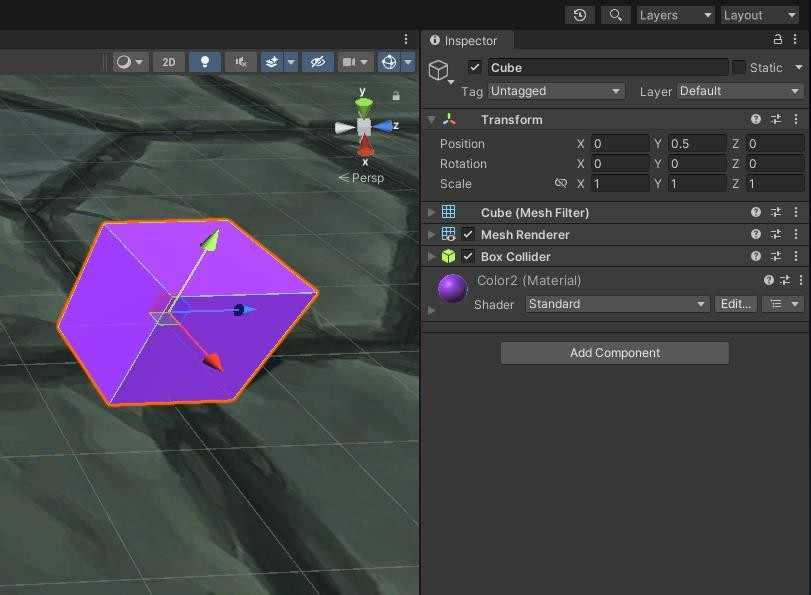 Layers Layout
Inspector
2D
Cube Static
Tag Untagged Layer Default
Transform
Position X 0 Y 0.5 Z 0
Rotation X 0 Y 0 Z 0
Scale X 1 Y 1 Z 1
Cube (Mesh Filter)
Mesh Renderer
Box Collider
Color2 (Material)
Shader Standard Edit...
Add Component
y
z
x
Persp